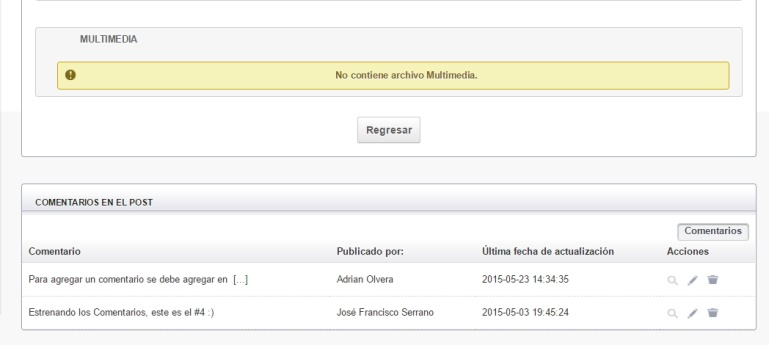 MULTIMEDIA
No contiene archivo Multimedia.
Regresar
COMENTARIOS EN EL POST
Comentarios
Comentario Publicado por: Última fecha de actualización Acciones
Para agregar un comentario se debe agregar en [...] Adrian Olvera 2015-05-23 14:34:35
Estrenando los Comentarios, este es el #4 :) José Francisco Serrano 2015-05-03 19:45:24